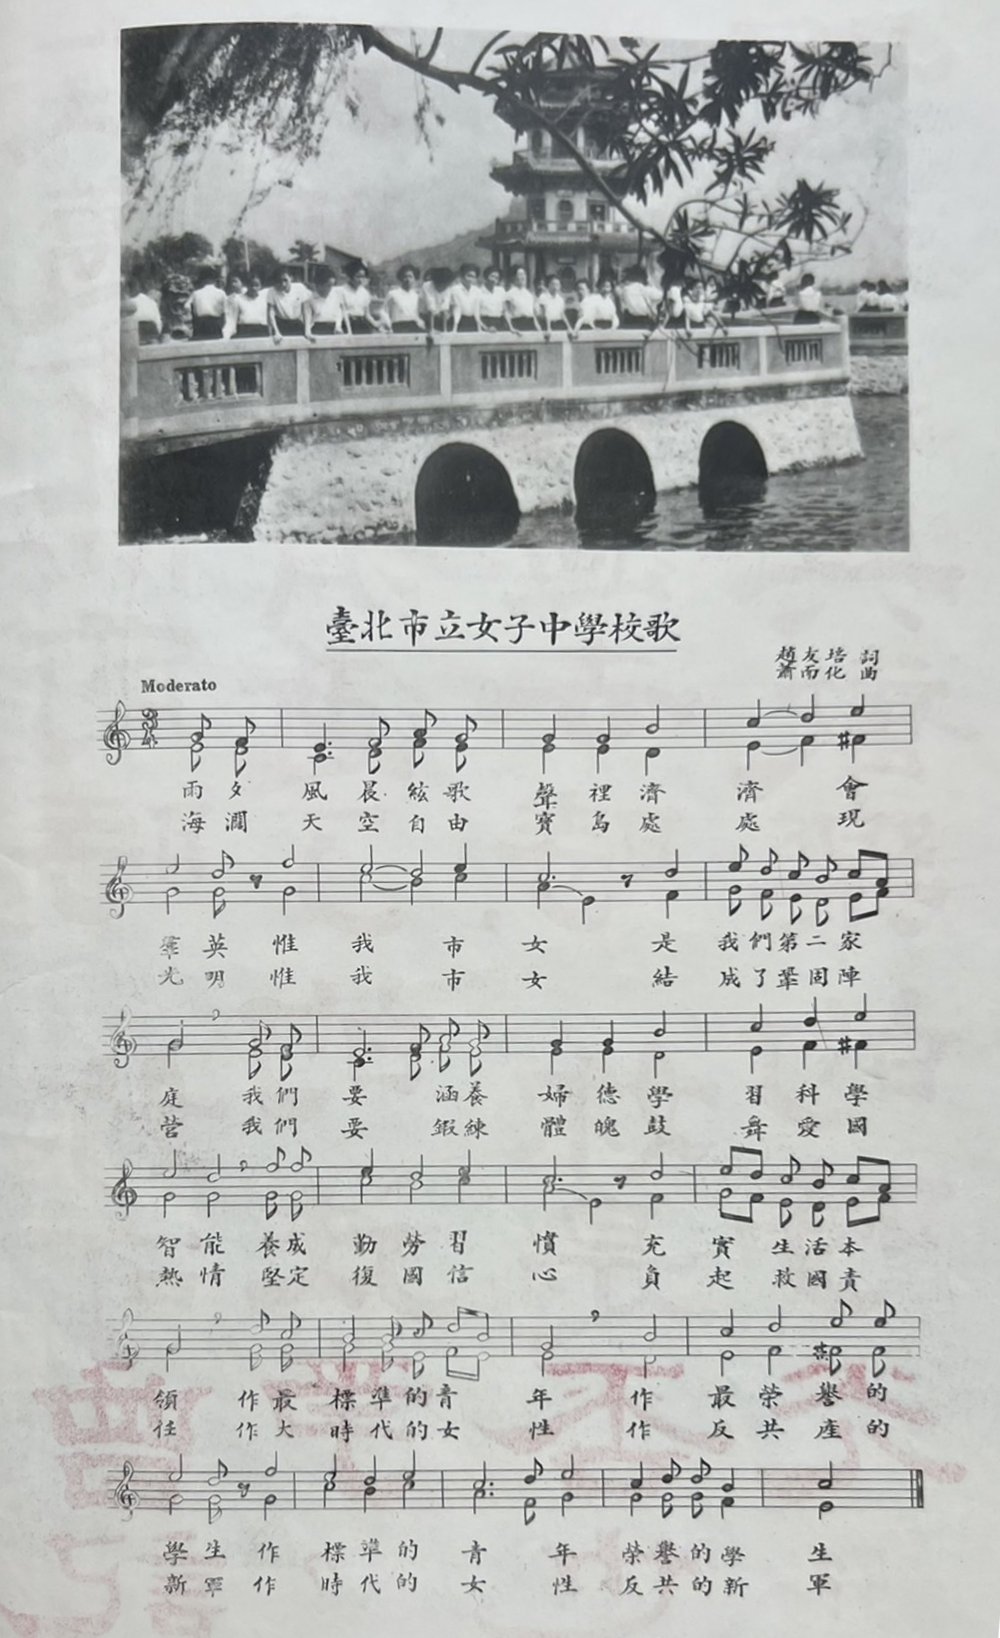 臺北市立女子中學校歌
趙友培 詞
蕭而化 曲
Moderato
雨夕風晨絃歌聲裡濟濟會
海濶天空自由寶島處處現
羣英惟我市女是我們第二家
光明惟我市女結成了鞏固陣
庭我們要涵養婦德學習科學
營我們要鍛練體魄鼓舞愛國
智能養成勤勞習慣充實生活本
熱情堅定復國信心負起救國責
領作最標準的青年作最榮譽的
任作大時代的女性作反共產的
學生作標準的青年榮譽的學生
新軍作時代的女性反共的新軍